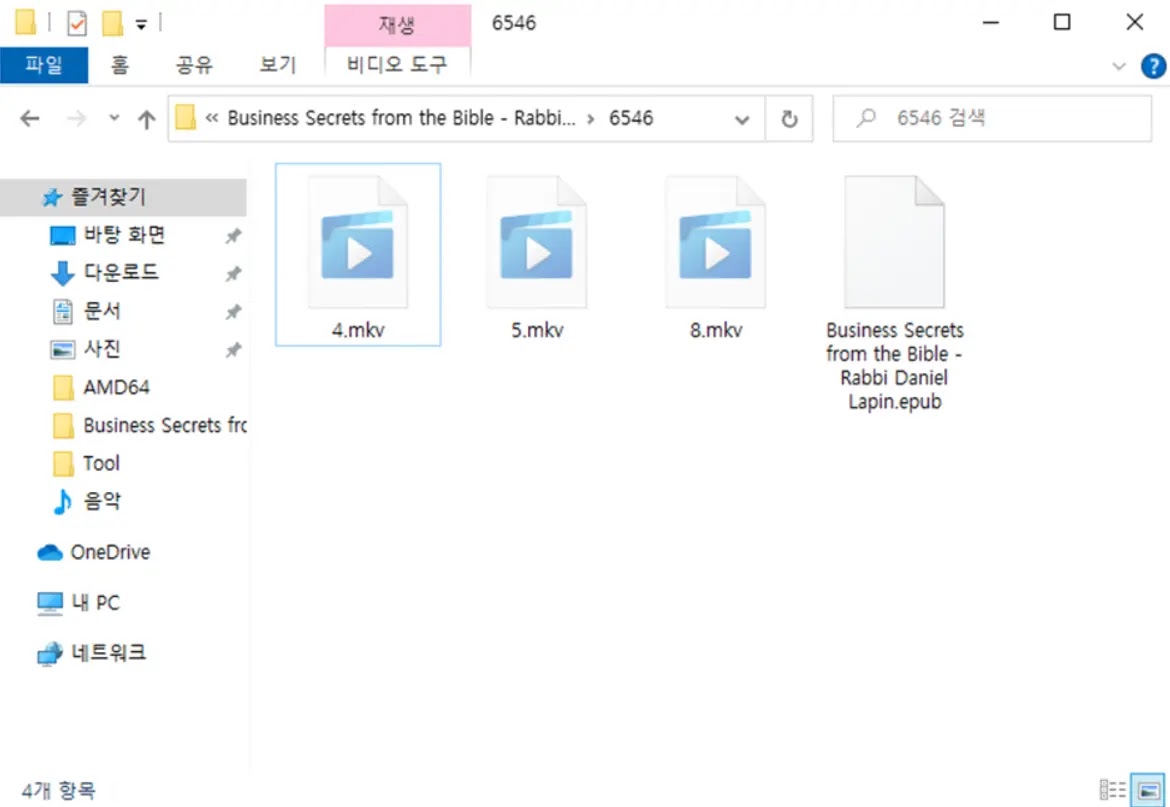 재생
6546
파일
홈
공유
보기
비디오 도구
« Business Secrets from the Bible - Rabbi... › 6546
6546 검색
즐겨찾기
바탕 화면
다운로드
문서
사진
AMD64
Business Secrets frc
Tool
음악
OneDrive
내 PC
네트워크
4.mkv
5.mkv
8.mkv
Business Secrets
from the Bible -
Rabbi Daniel
Lapin.epub
4개 항목